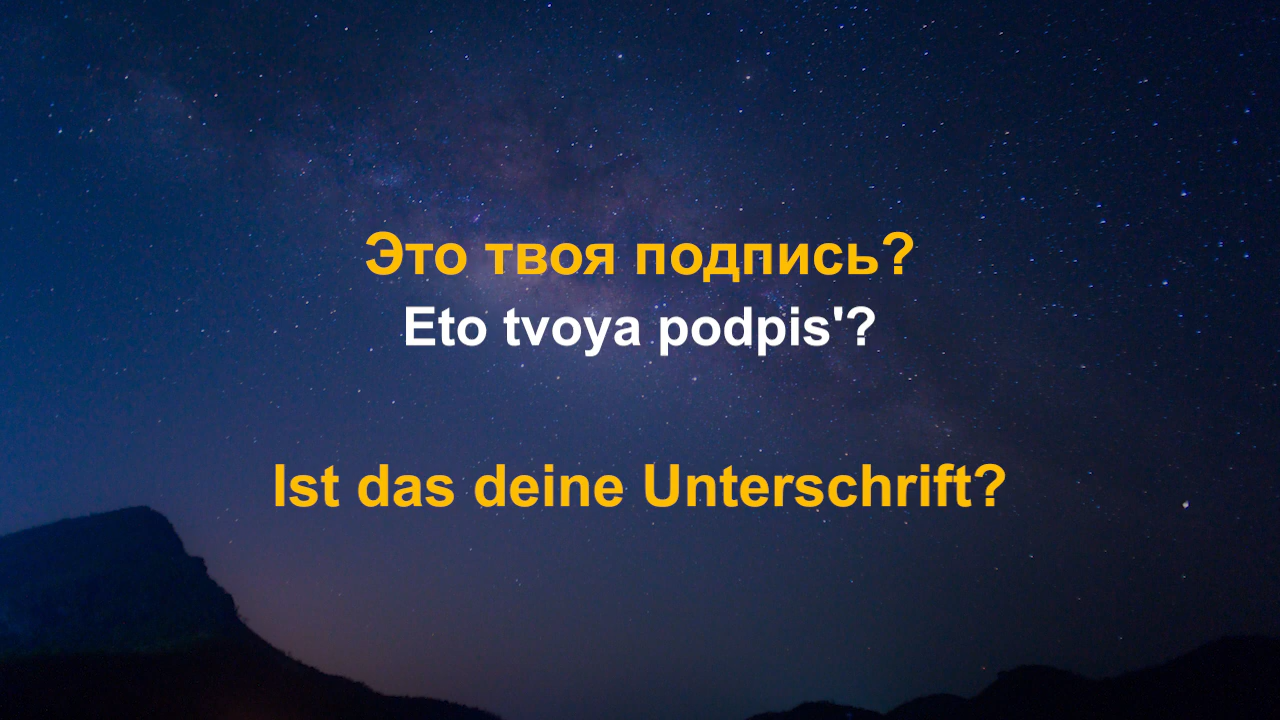 Это твоя подпись?
Eto tvoya podpis'?
Ist das deine Unterschrift?